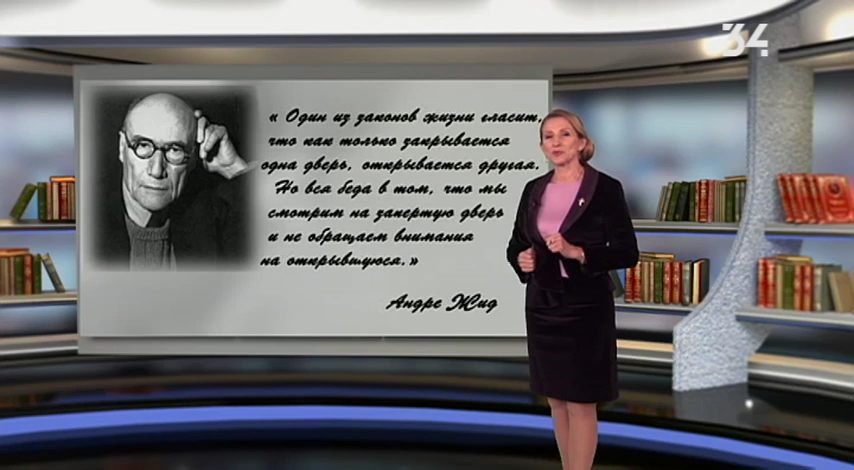 34
« Один из законов жизни гласит,
что как только закрывается
одна дверь, открывается другая.
Но вся беда в том, что мы
смотрим на запертую дверь
и не обращаем внимания
на открывшуюся.»
Андре Жид